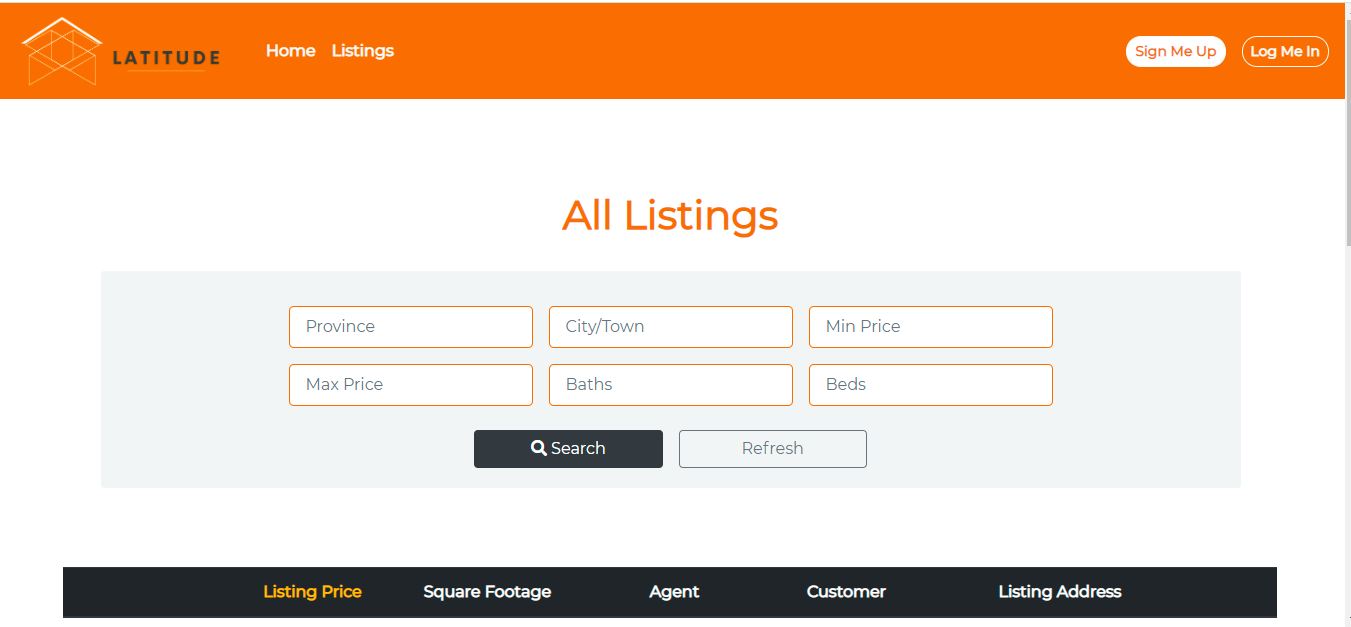 LATITUDE Home Listings Sign Me Up Log Me In
All Listings
Province City/Town Min Price
Max Price Baths Beds
Search Refresh
Listing Price Square Footage Agent Customer Listing Address